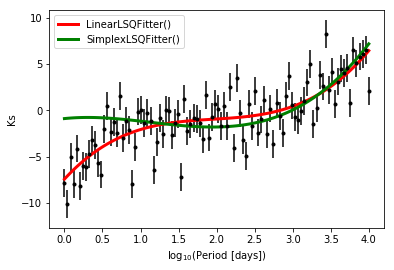 LinearLSQFitter()
SimplexLSQFitter()
10
5
0
−5
−10
Ks
0.0 0.5 1.0 1.5 2.0 2.5 3.0 3.5 4.0
log₁₀(Period [days])